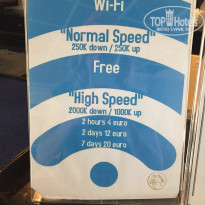 Wi-Fi
TOP HOTELS
"Normal Speed"
250K down / 250K up
Free
"High Speed"
2000K down / 1000K up
2 hours 4 euro
2 days 12 euro
7 days 20 euro